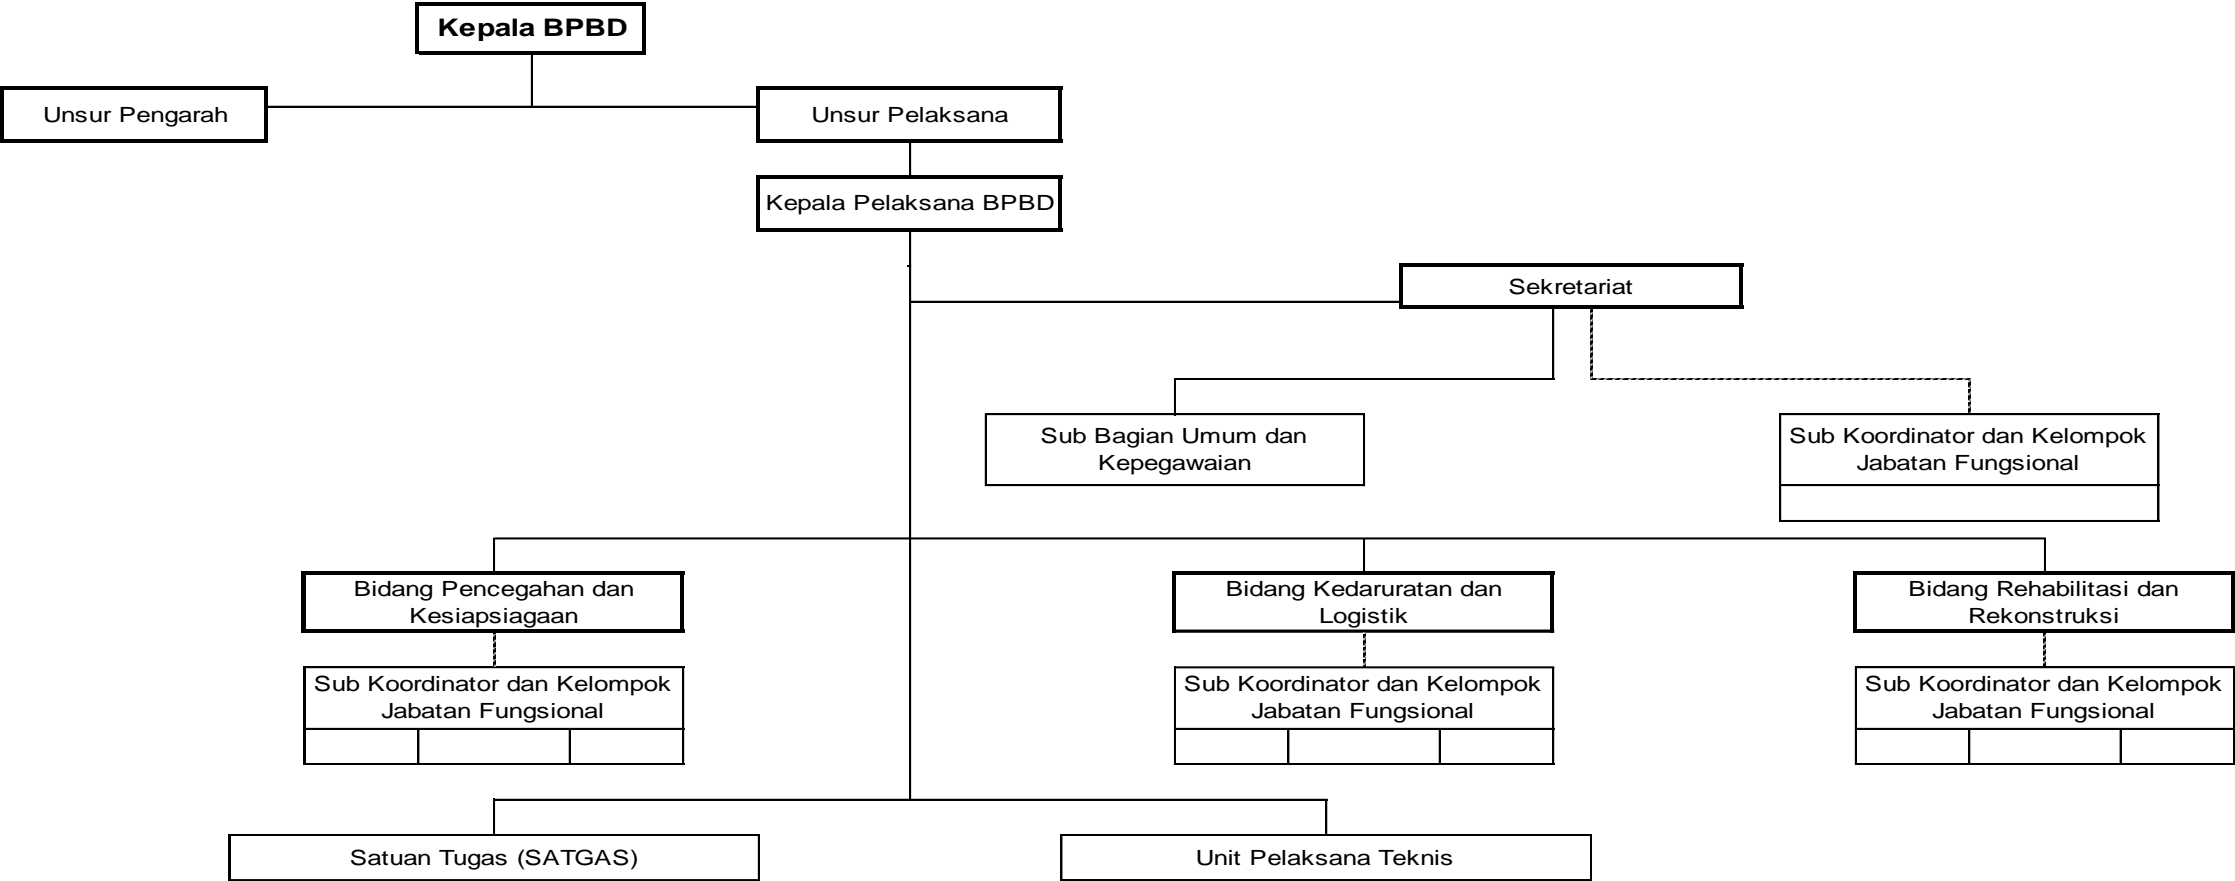 Kepala BPBD
Unsur Pengarah
Unsur Pelaksana
Kepala Pelaksana BPBD
Sekretariat
Sub Bagian Umum dan
Kepegawaian
Sub Koordinator dan Kelompok
Jabatan Fungsional
Bidang Pencegahan dan
Kesiapsiagaan
Bidang Kedaruratan dan
Logistik
Bidang Rehabilitasi dan
Rekonstruksi
Sub Koordinator dan Kelompok
Jabatan Fungsional
Sub Koordinator dan Kelompok
Jabatan Fungsional
Sub Koordinator dan Kelompok
Jabatan Fungsional
Satuan Tugas (SATGAS)
Unit Pelaksana Teknis